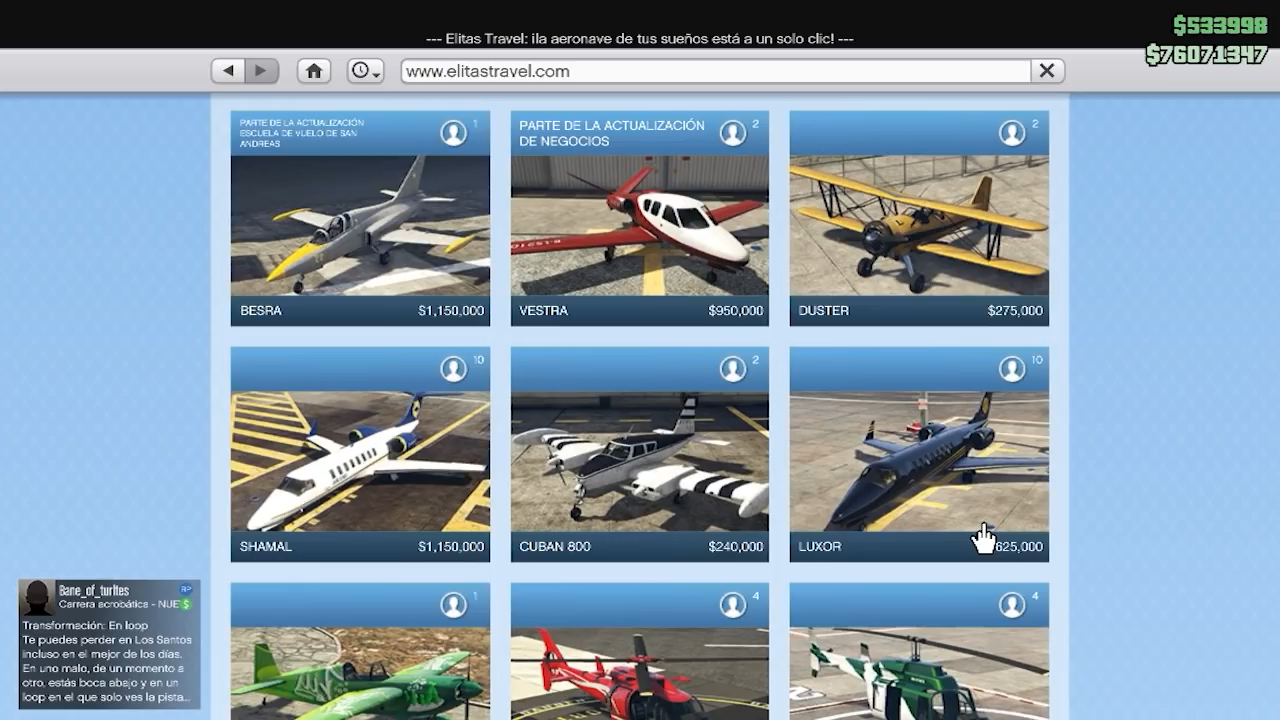 --- Elitas Travel: ¡la aeronave de tus sueños está a un solo clic! ---
$533998
$76071347
www.elitastravel.com
PARTE DE LA ACTUALIZACIÓN
ESCUELA DE VUELO DE SAN
ANDREAS
1
PARTE DE LA ACTUALIZACIÓN
DE NEGOCIOS
2
2
BESRA $1,150,000
VESTRA $950,000
DUSTER $275,000
10
2
10
SHAMAL $1,150,000
CUBAN 800 $240,000
LUXOR 625,000
1
4
4
Bane_of_turltes RP
Carrera acrobática - NUE $
Transformación: En loop
Te puedes perder en Los Santos
incluso en el mejor de los días.
En uno malo, de un momento a
otro, estás boca abajo y en un
loop en el que solo ves la pista...